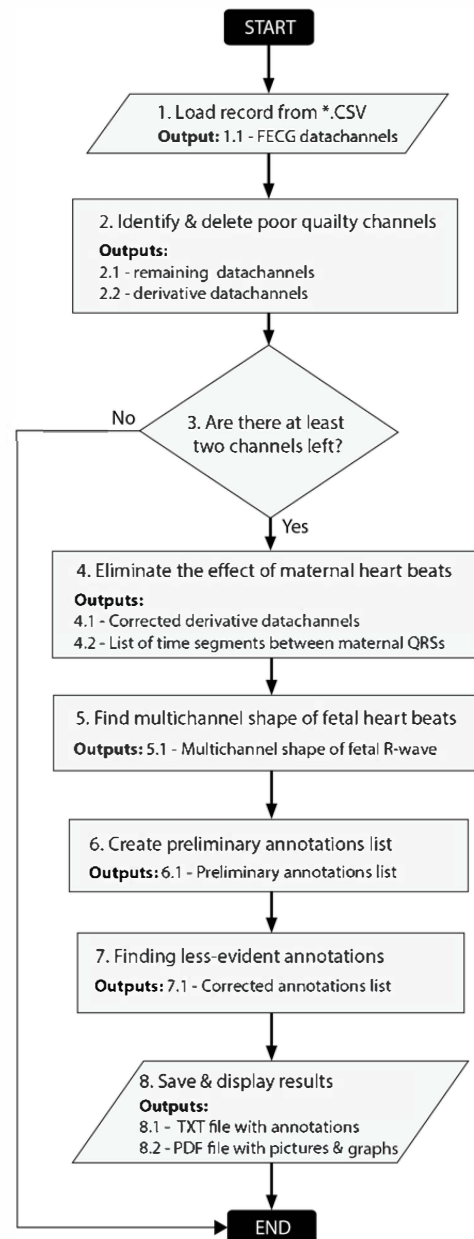 START
1. Load record from *.CSV
Output: 1.1 - FECG datachannels
2. Identify & delete poor quailty channels
Outputs:
2.1 - remaining datachannels
2.2 - derivative datachannels
No
3. Are there at least
two channels left?
Yes
4. Eliminate the effect of maternal heart beats
Outputs:
4.1 - Corrected derivative datachannels
4.2 - List of time segments between maternal QRSs
5. Find multichannel shape of fetal heart beats
Outputs: 5.1 - Multichannel shape of fetal R-wave
6. Create preliminary annotations list
Outputs: 6.1 - Preliminary annotations list
7. Finding less-evident annotations
Outputs: 7.1 - Corrected annotations list
8. Save & display results
Outputs:
8.1 - TXT file with annotations
8.2 - PDF file with pictures & graphs
END